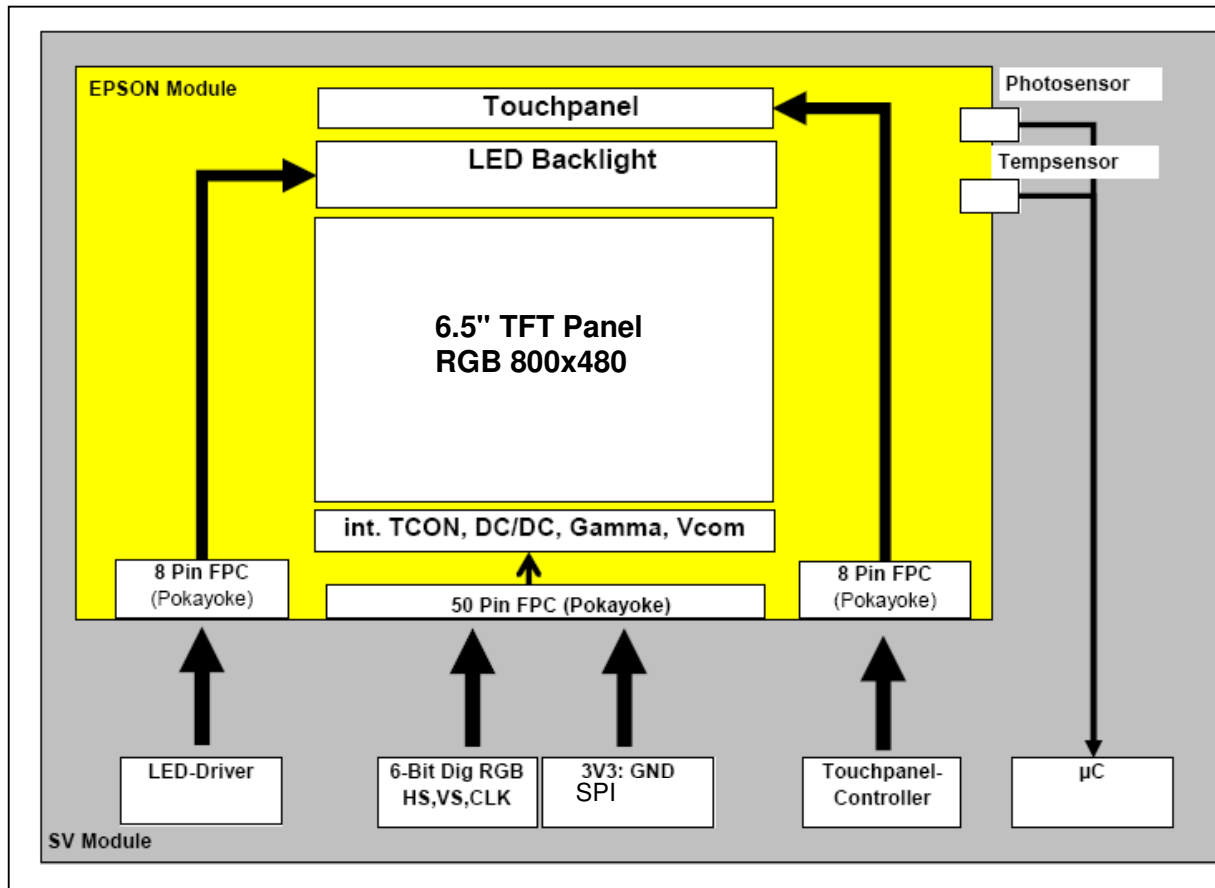 EPSON Module
Photosensor
Touchpanel
LED Backlight
Tempsensor
6.5" TFT Panel
RGB 800x480
int. TCON, DC/DC, Gamma, Vcom
8 Pin FPC
(Pokayoke)
50 Pin FPC (Pokayoke)
8 Pin FPC
(Pokayoke)
LED-Driver
6-Bit Dig RGB
HS,VS,CLK
3V3: GND
SPI
Touchpanel-
Controller
µC
SV Module